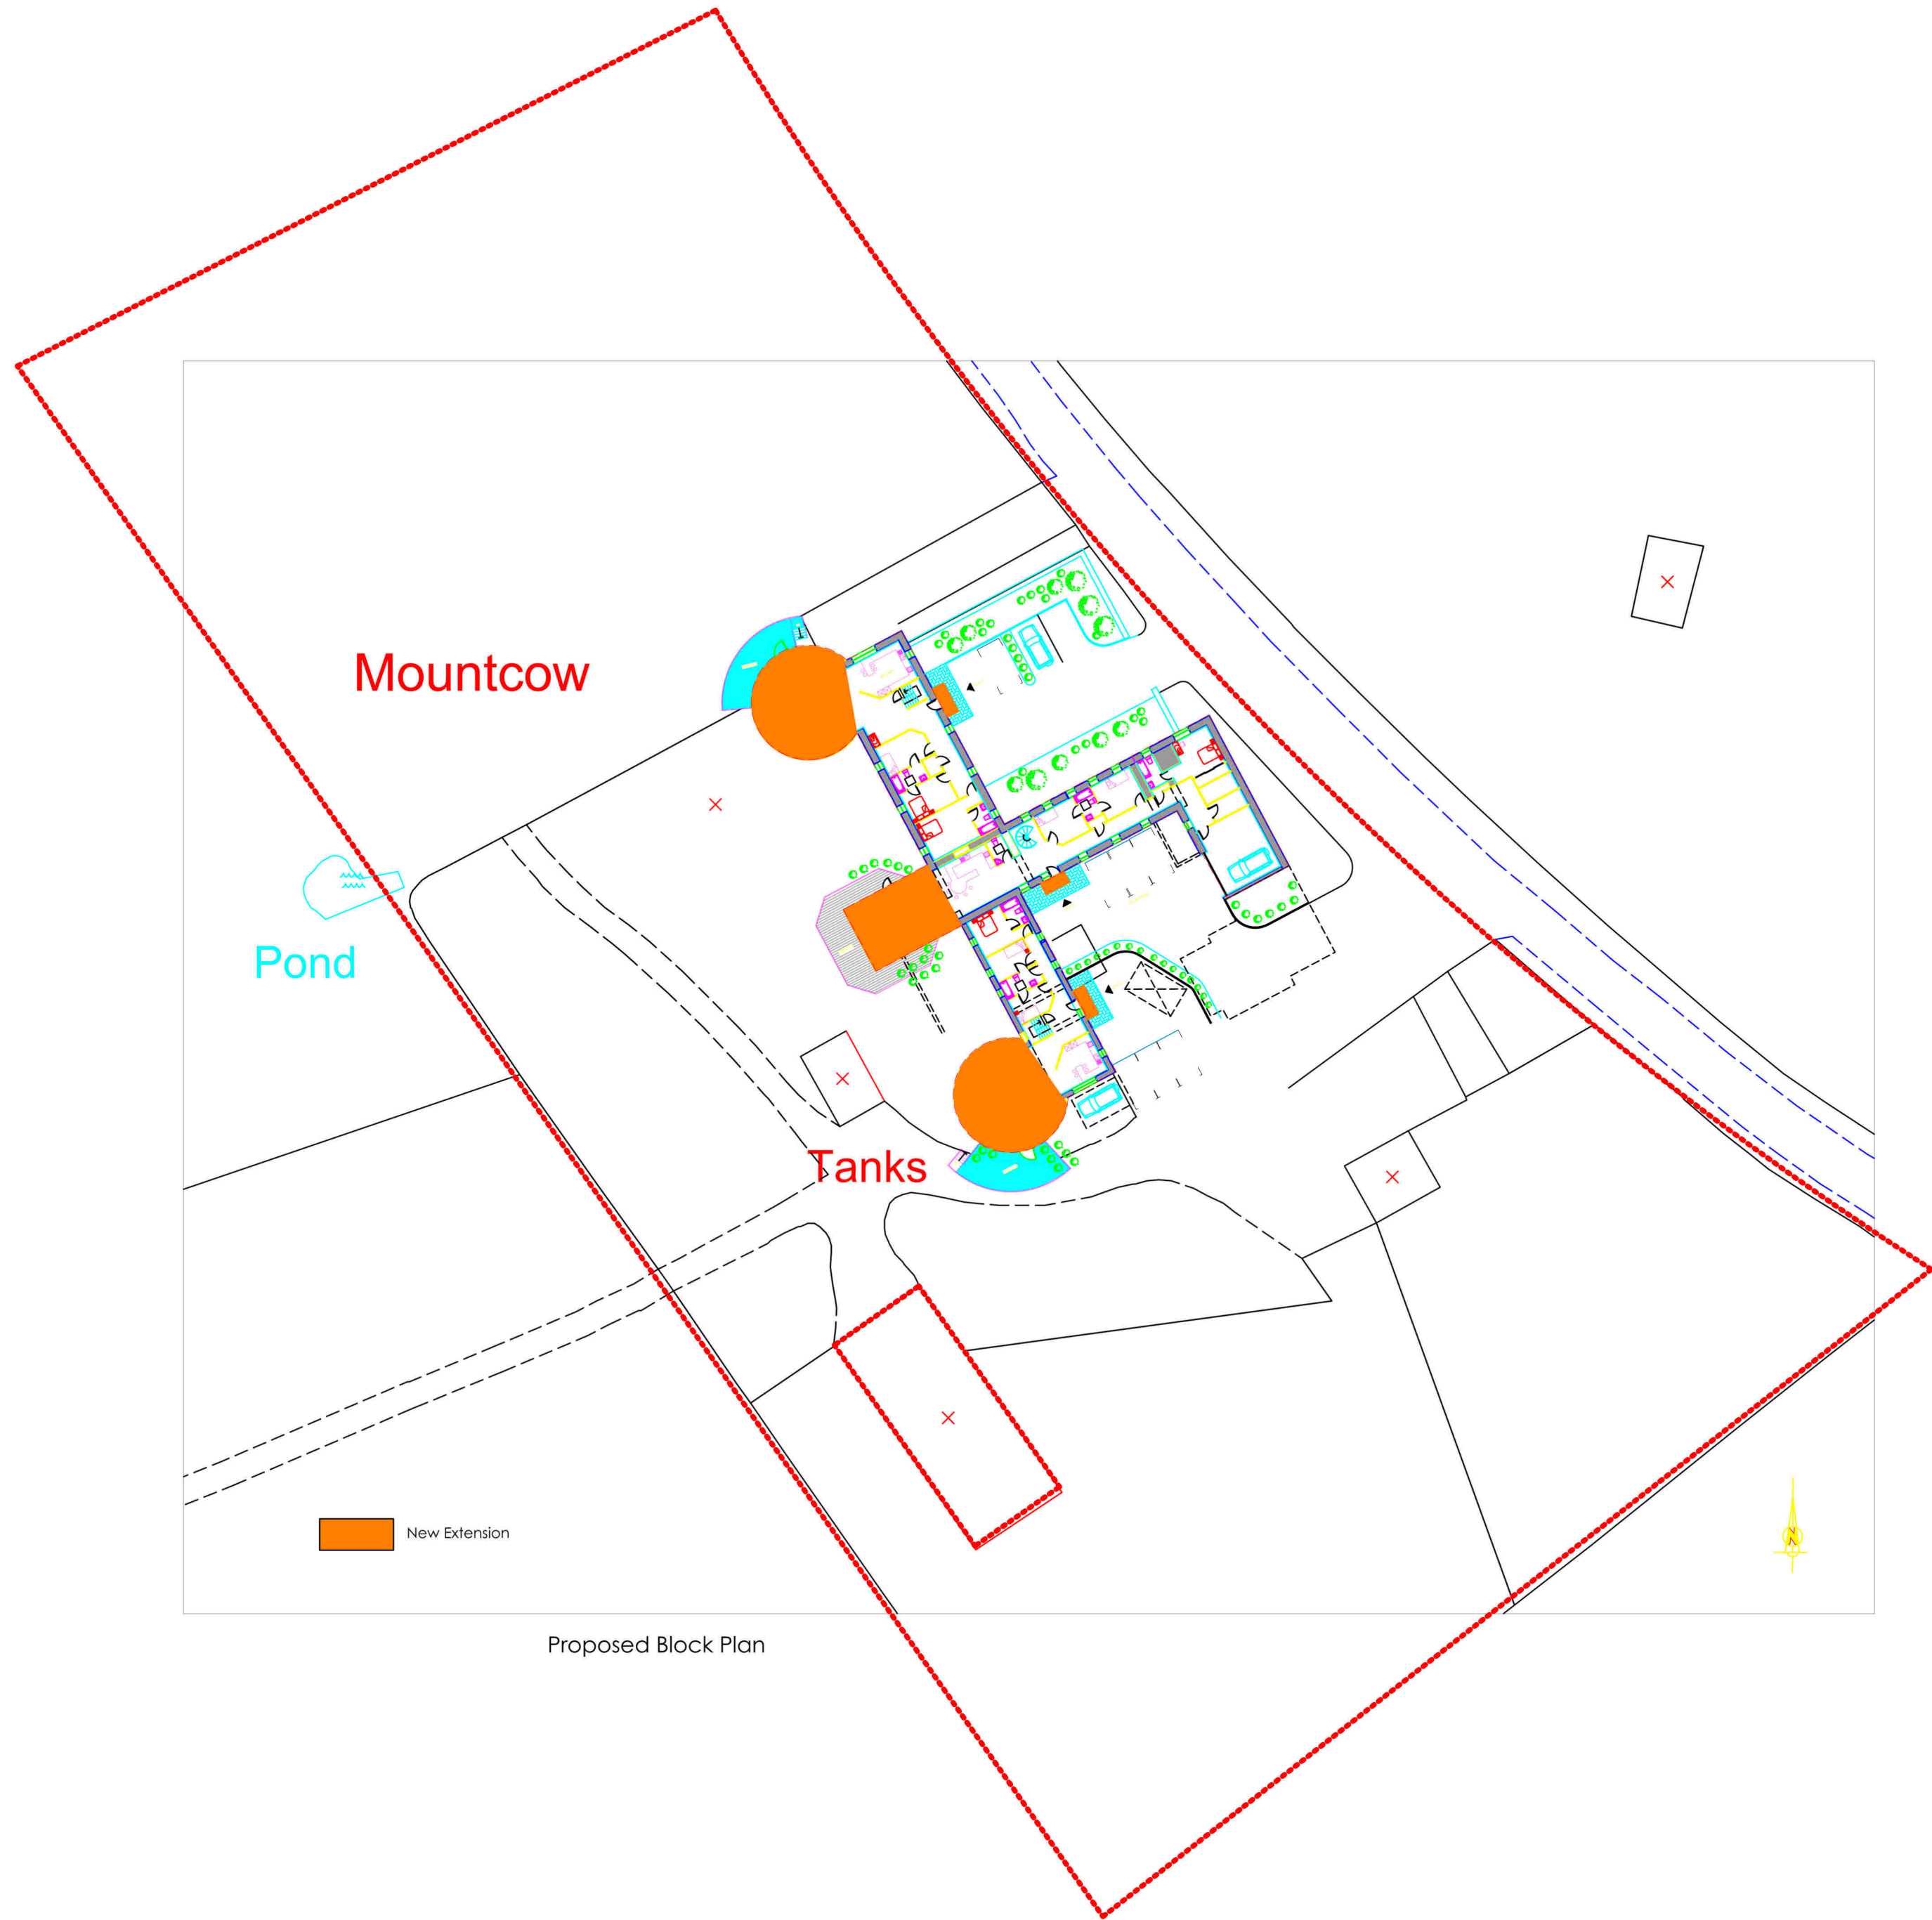 Mountcow
Pond
Tanks
New Extension
N
Proposed Block Plan